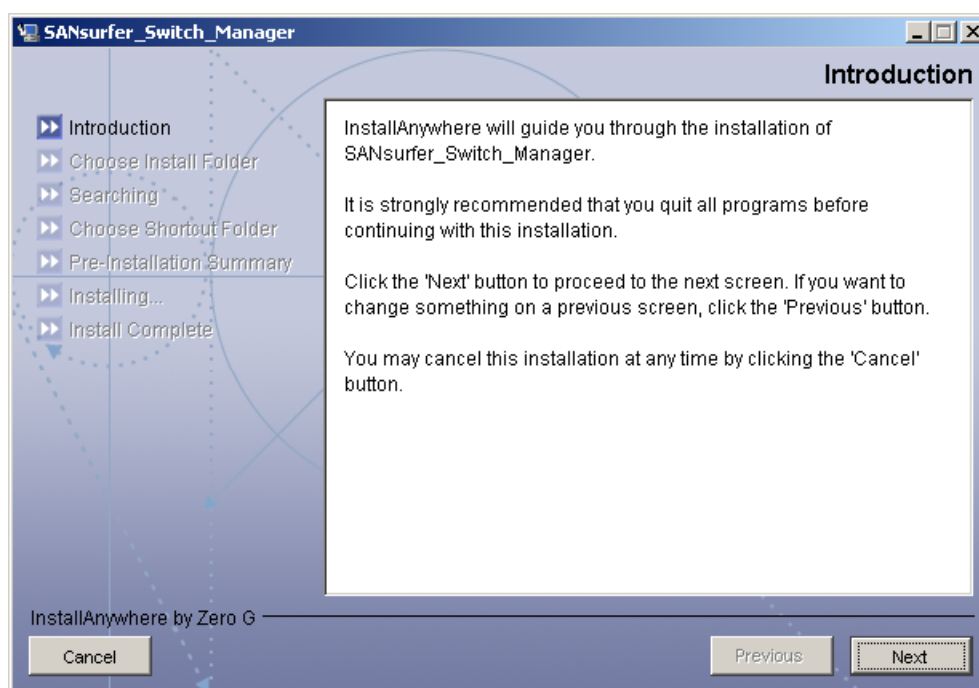 SANsurfer_Switch_Manager
Introduction
Introduction
Choose Install Folder
Searching
Choose Shortcut Folder
Pre-Installation Summary
Installing...
Install Complete
InstallAnywhere will guide you through the installation of
SANsurfer_Switch_Manager.
It is strongly recommended that you quit all programs before
continuing with this installation.
Click the 'Next' button to proceed to the next screen. If you want to
change something on a previous screen, click the 'Previous' button.
You may cancel this installation at any time by clicking the 'Cancel'
button.
InstallAnywhere by Zero G
Cancel
Previous
Next